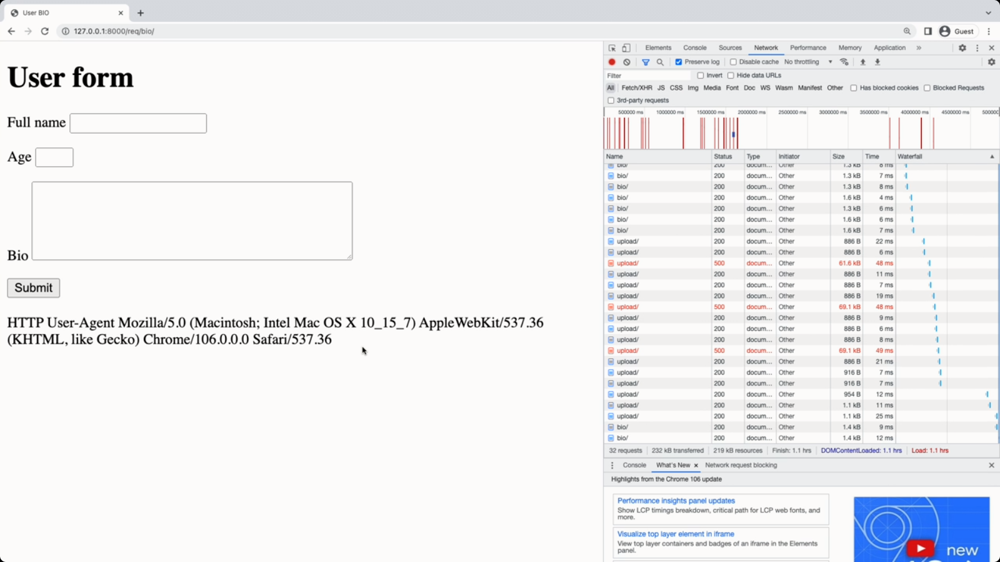 User BIO
127.0.0.1:8000/req/bio/
Guest
User form
Full name
Age
Bio
Submit
HTTP User-Agent Mozilla/5.0 (Macintosh; Intel Mac OS X 10_15_7) AppleWebKit/537.36
(KHTML, like Gecko) Chrome/106.0.0.0 Safari/537.36
Elements Console Sources Network Performance Memory Application »
Preserve log Disable cache No throttling
Filter Invert Hide data URLs
All Fetch/XHR JS CSS Img Media Font Doc WS Wasm Manifest Other Has blocked cookies Blocked Requests
3rd-party requests
500000 ms 1000000 ms 1500000 ms 2000000 ms 2500000 ms 3000000 ms 3500000 ms 4000000 ms 4500000 ms 500000
Name Status Type Initiator Size Time Waterfall
bio/ 200 docum... Other 1.3 kB 8 ms
bio/ 200 docum... Other 1.3 kB 7 ms
bio/ 200 docum... Other 1.3 kB 8 ms
bio/ 200 docum... Other 1.6 kB 4 ms
bio/ 200 docum... Other 1.3 kB 6 ms
bio/ 200 docum... Other 1.6 kB 6 ms
bio/ 200 docum... Other 1.6 kB 7 ms
upload/ 200 docum... Other 886 B 22 ms
upload/ 200 docum... Other 886 B 6 ms
upload/ 500 docum... Other 61.6 kB 48 ms
upload/ 200 docum... Other 886 B 11 ms
upload/ 200 docum... Other 886 B 7 ms
upload/ 200 docum... Other 886 B 19 ms
upload/ 500 docum... Other 69.1 kB 48 ms
upload/ 200 docum... Other 886 B 9 ms
upload/ 200 docum... Other 886 B 6 ms
upload/ 200 docum... Other 886 B 8 ms
upload/ 500 docum... Other 69.1 kB 49 ms
upload/ 200 docum... Other 886 B 21 ms
upload/ 200 docum... Other 916 B 7 ms
upload/ 200 docum... Other 916 B 7 ms
upload/ 200 docum... Other 954 B 12 ms
upload/ 200 docum... Other 1.1 kB 11 ms
upload/ 200 docum... Other 1.1 kB 25 ms
bio/ 200 docum... Other 1.4 kB 9 ms
bio/ 200 docum... Other 1.4 kB 12 ms
32 requests 232 kB transferred 219 kB resources Finish: 1.1 hrs DOMContentLoaded: 1.1 hrs Load: 1.1 hrs
Console What's New Network request blocking
Highlights from the Chrome 106 update
Performance insights panel updates
Show LCP timings breakdown, critical path for LCP web fonts, and
more.
Visualize top layer element in iframe
View top layer containers and badges of an iframe in the Elements
panel.
new